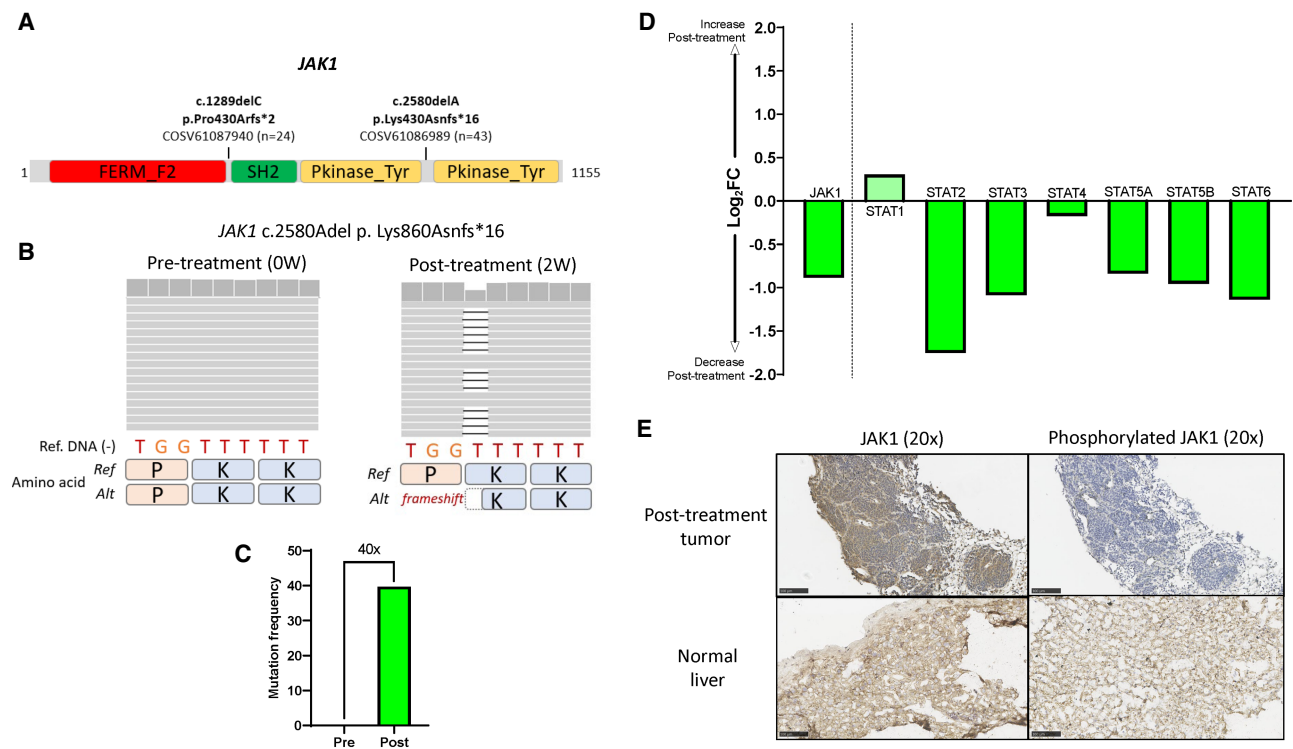 A
JAK1
c.1289delC
p.Pro430Arfs*2
COSV61087940 (n=24)
c.2580delA
p.Lys430Asnfs*16
COSV61086989 (n=43)
1
FERM_F2
SH2
Pkinase_Tyr
Pkinase_Tyr
1155
B
JAK1 c.2580Adel p. Lys860Asnfs*16
Pre-treatment (0W)
Post-treatment (2W)
Ref. DNA (-)
T G G T T T T T T
T G G T T T T T T
Amino acid
Ref
P K K
Alt
P K K
Ref
P K K
Alt
frameshift K K
C
40x
Mutation frequency
50
40
30
20
10
0
Pre
Post
D
Increase
Post-treatment
Log2FC
Decrease
Post-treatment
2.0
1.5
1.0
0.5
0.0
-0.5
-1.0
-1.5
-2.0
JAK1
STAT1
STAT2
STAT3
STAT4
STAT5A
STAT5B
STAT6
E
JAK1 (20x)
Phosphorylated JAK1 (20x)
Post-treatment
tumor
Normal
liver